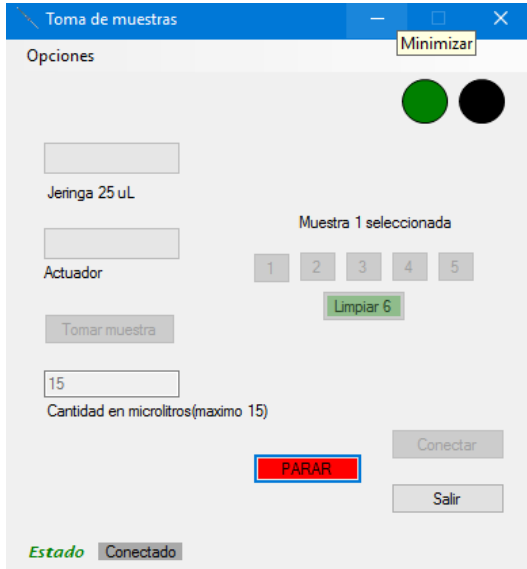 Toma de muestras
Minimizar
Opciones
Jeringa 25 uL
Muestra 1 seleccionada
Actuador
1 2 3 4 5
Limpiar 6
Tomar muestra
15
Cantidad en microlitros(maximo 15)
Conectar
PARAR
Salir
Estado Conectado